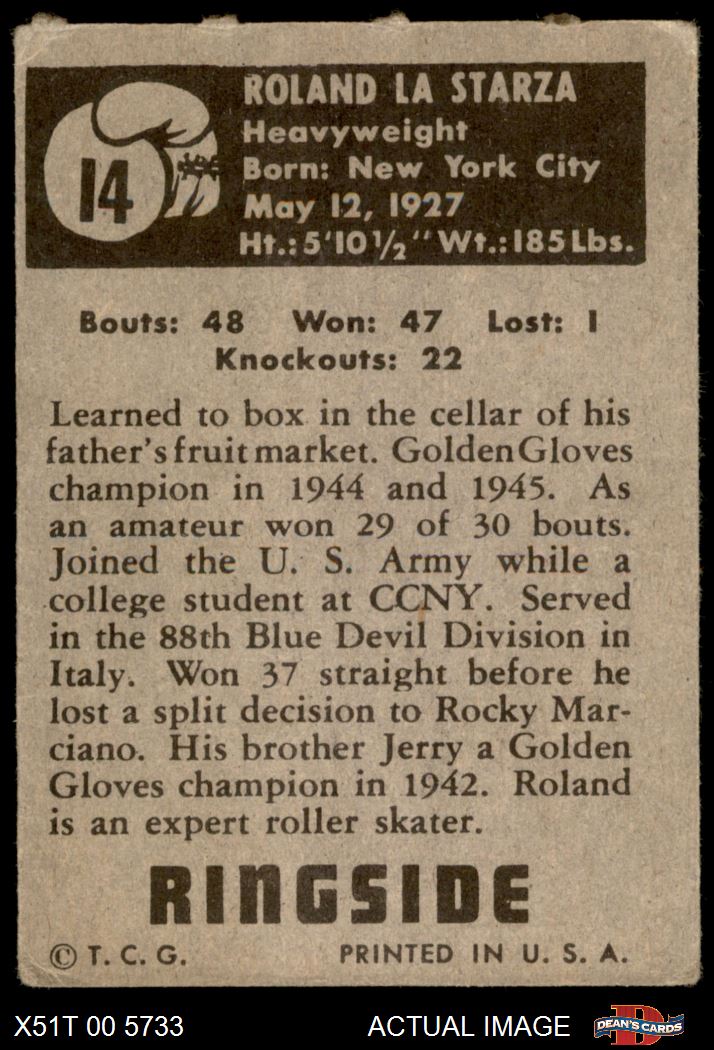 14
ROLAND LA STARZA
Heavyweight
Born: New York City
May 12, 1927
Ht.: 5'10 1/2" Wt.: 185 Lbs.
Bouts: 48 Won: 47 Lost: 1
Knockouts: 22
Learned to box in the cellar of his
father's fruit market. Golden Gloves
champion in 1944 and 1945. As
an amateur won 29 of 30 bouts.
Joined the U. S. Army while a
college student at CCNY. Served
in the 88th Blue Devil Division in
Italy. Won 37 straight before he
lost a split decision to Rocky Mar-
ciano. His brother Jerry a Golden
Gloves champion in 1942. Roland
is an expert roller skater.
RINGSIDE
© T. C. G. PRINTED IN U. S. A.
X51T 00 5733 ACTUAL IMAGE D DEAN'S CARDS